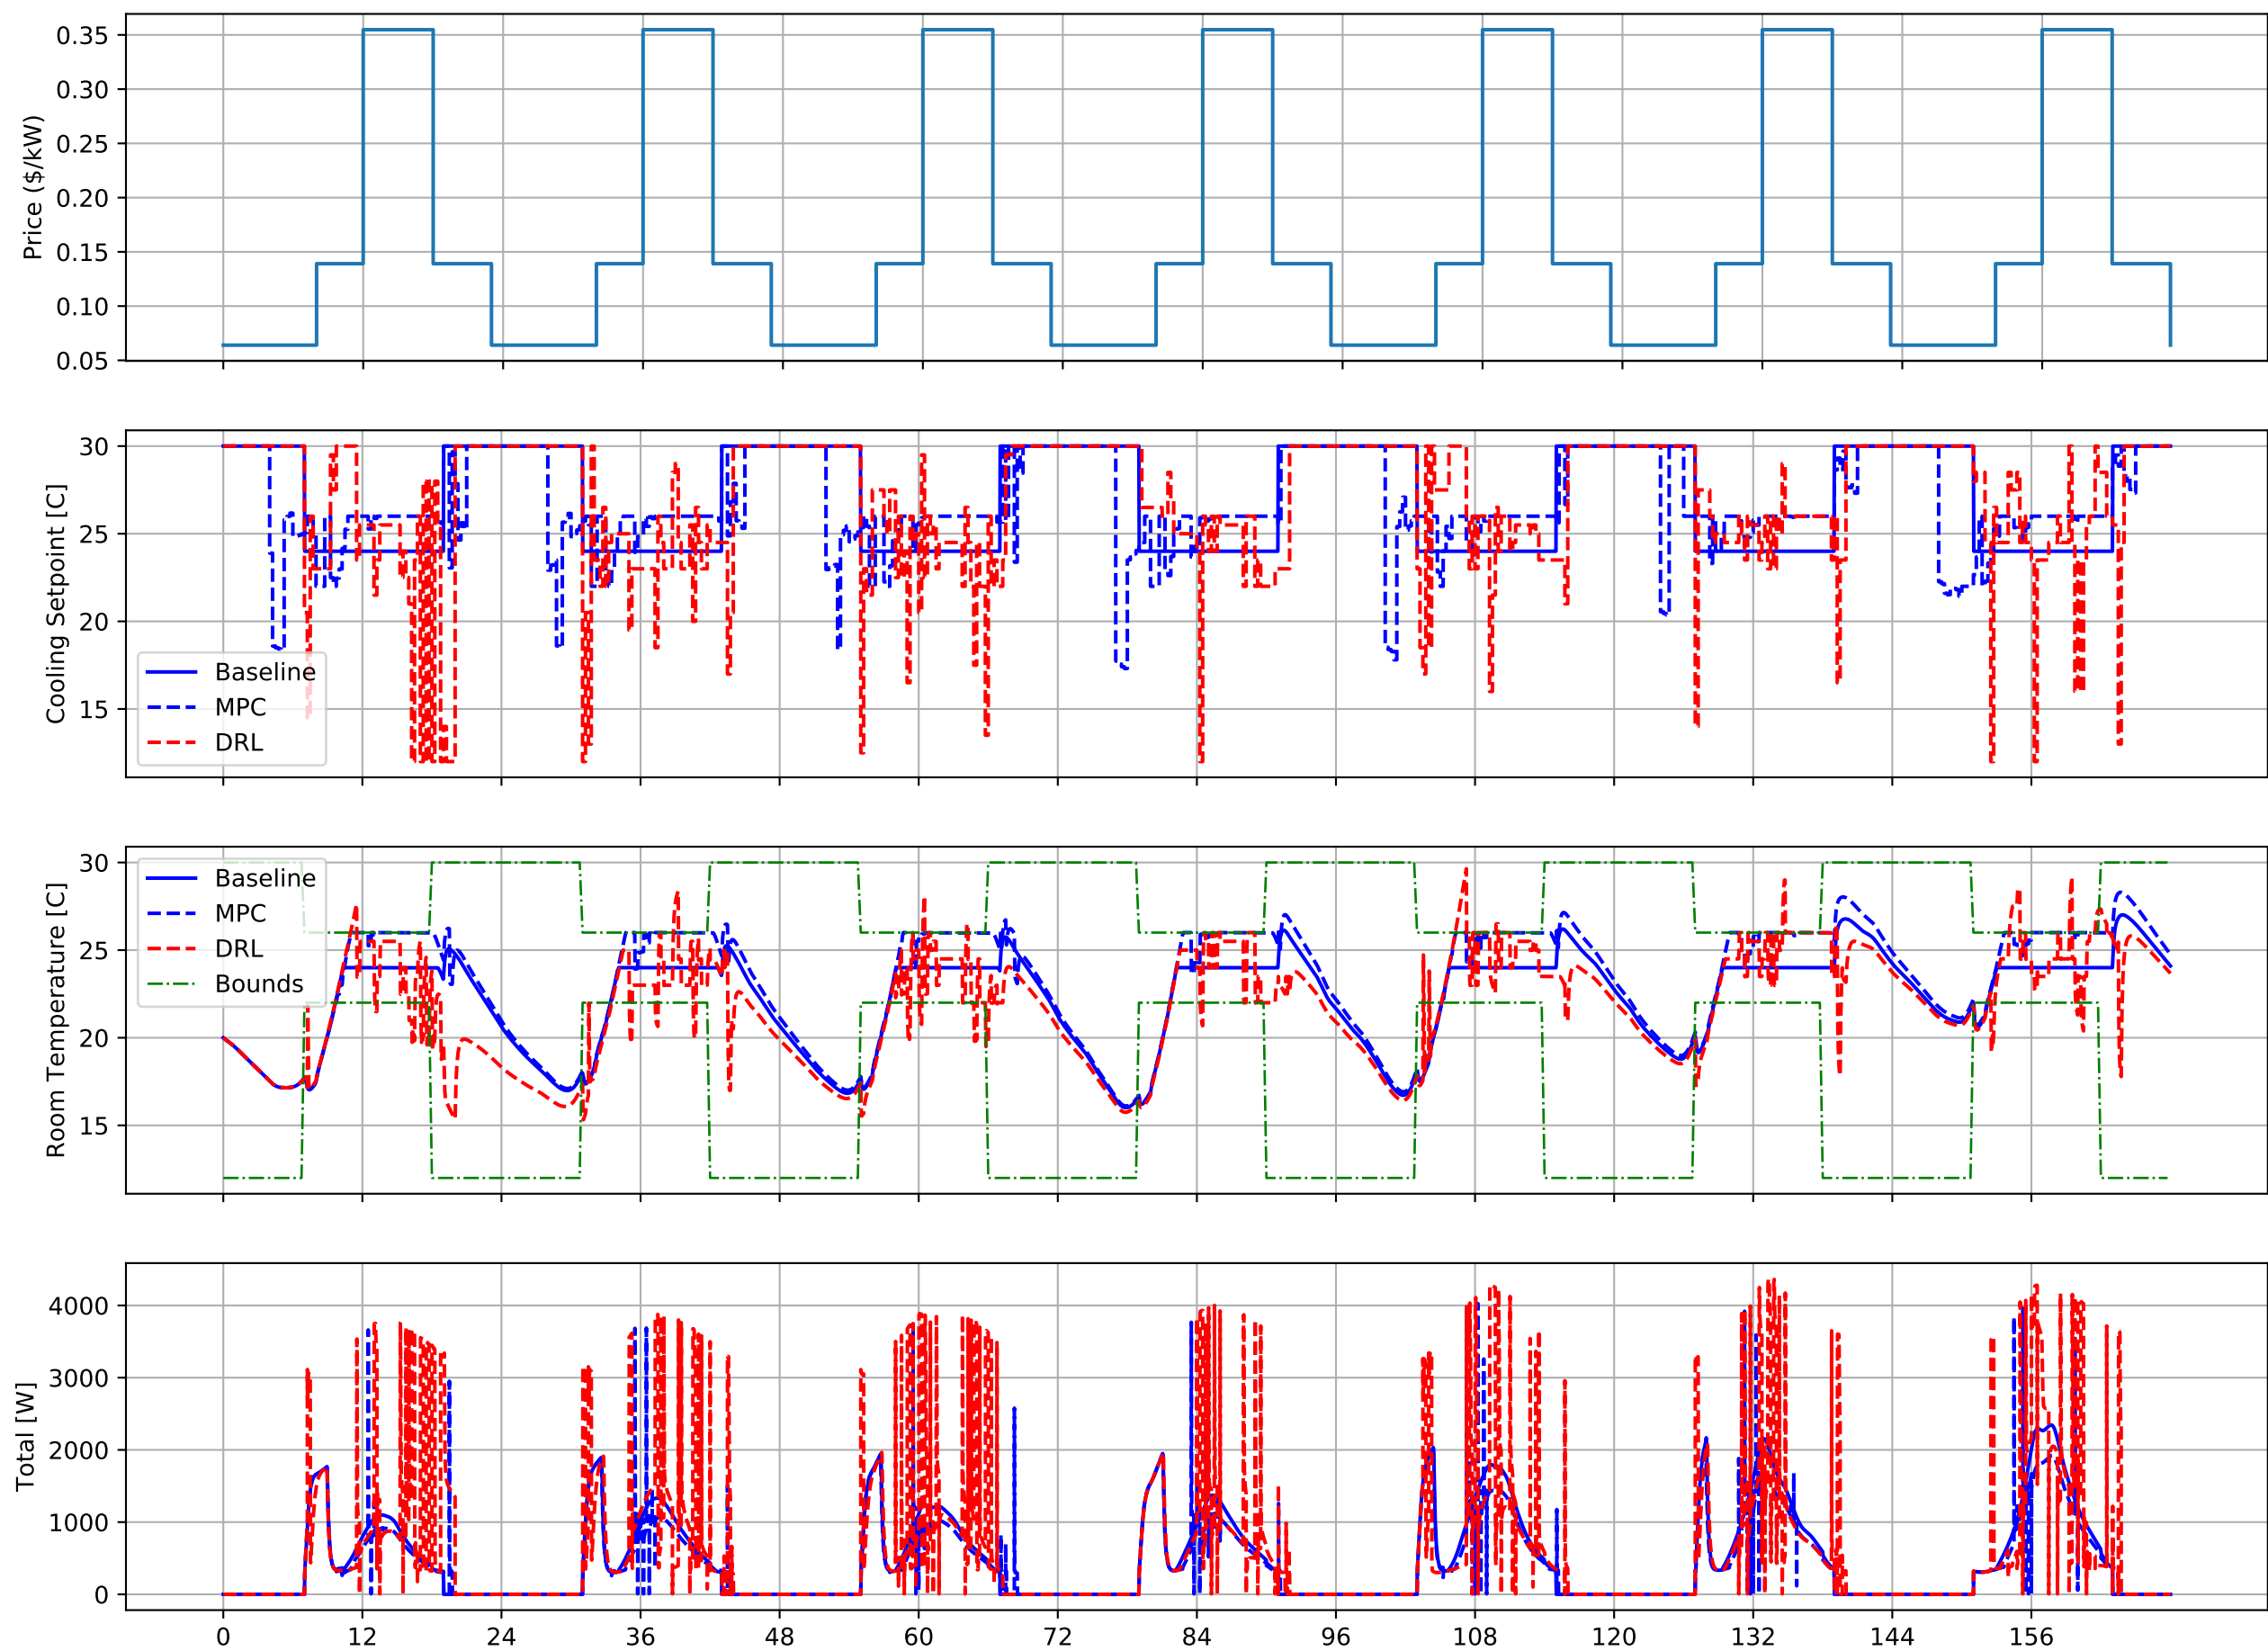 Price ($/kW)
0.35
0.30
0.25
0.20
0.15
0.10
0.05
Cooling Setpoint [C]
30
25
20
15
Baseline
MPC
DRL
Room Temperature [C]
30
25
20
15
Baseline
MPC
DRL
Bounds
Total [W]
4000
3000
2000
1000
0
0 12 24 36 48 60 72 84 96 108 120 132 144 156